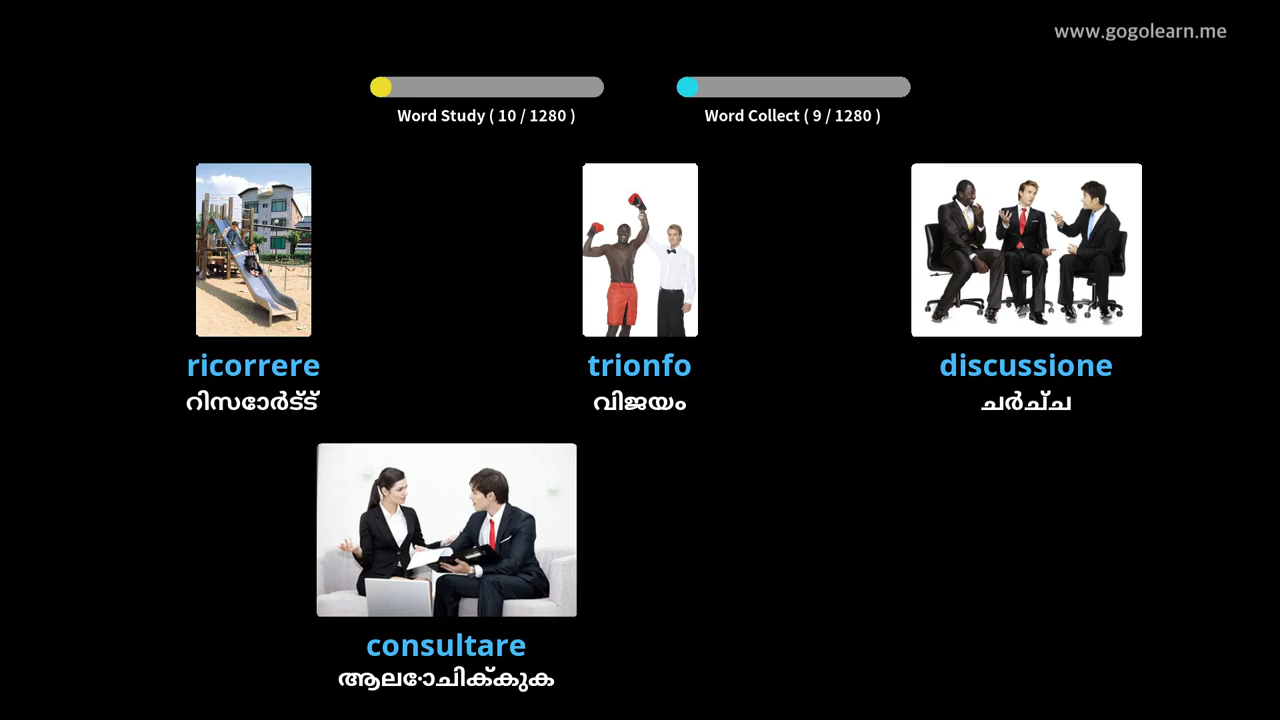 www.gogolearn.me
Word Study ( 10 / 1280 )
Word Collect ( 9 / 1280 )
ricorrere
റിസോർട്ട്
trionfo
വിജയം
discussione
ചർച്ച
consultare
ആലോചിക്കുക